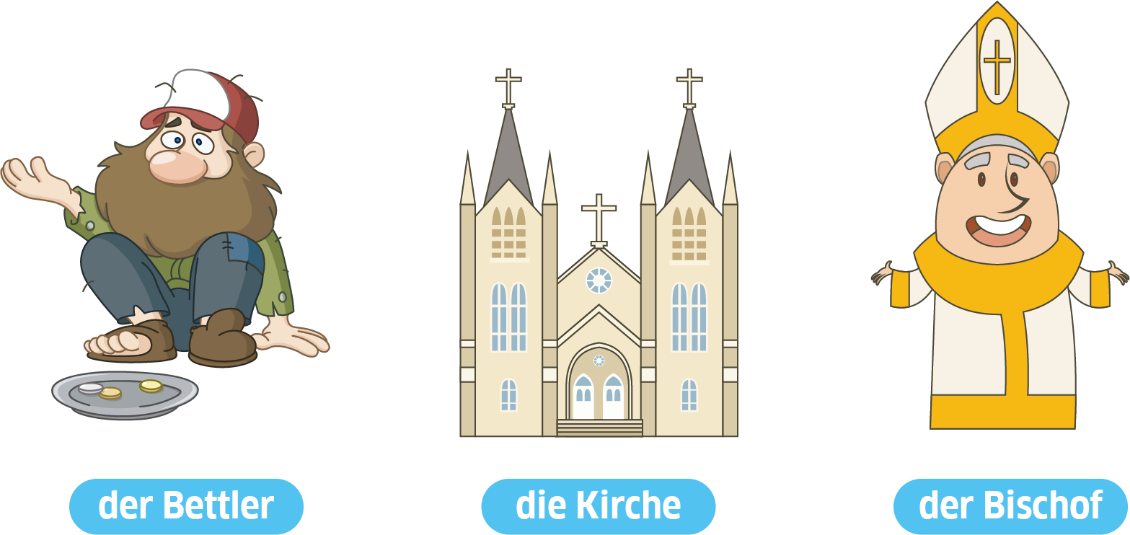 der Bettler
die Kirche
der Bischof